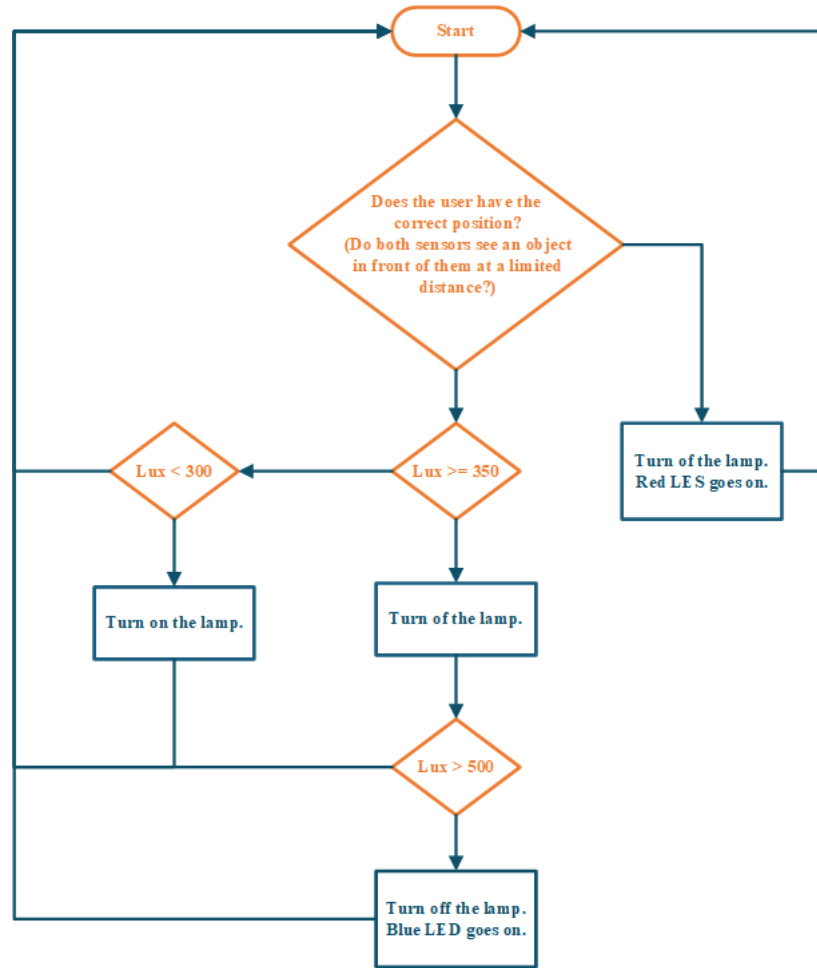 Start
Does the user have the
correct position?
(Do both sensors see an object
in front of them at a limited
distance?)
Lux < 300
Lux >= 350
Turn of the lamp.
Red LES goes on.
Turn on the lamp.
Turn of the lamp.
Lux > 500
Turn off the lamp.
Blue LED goes on.